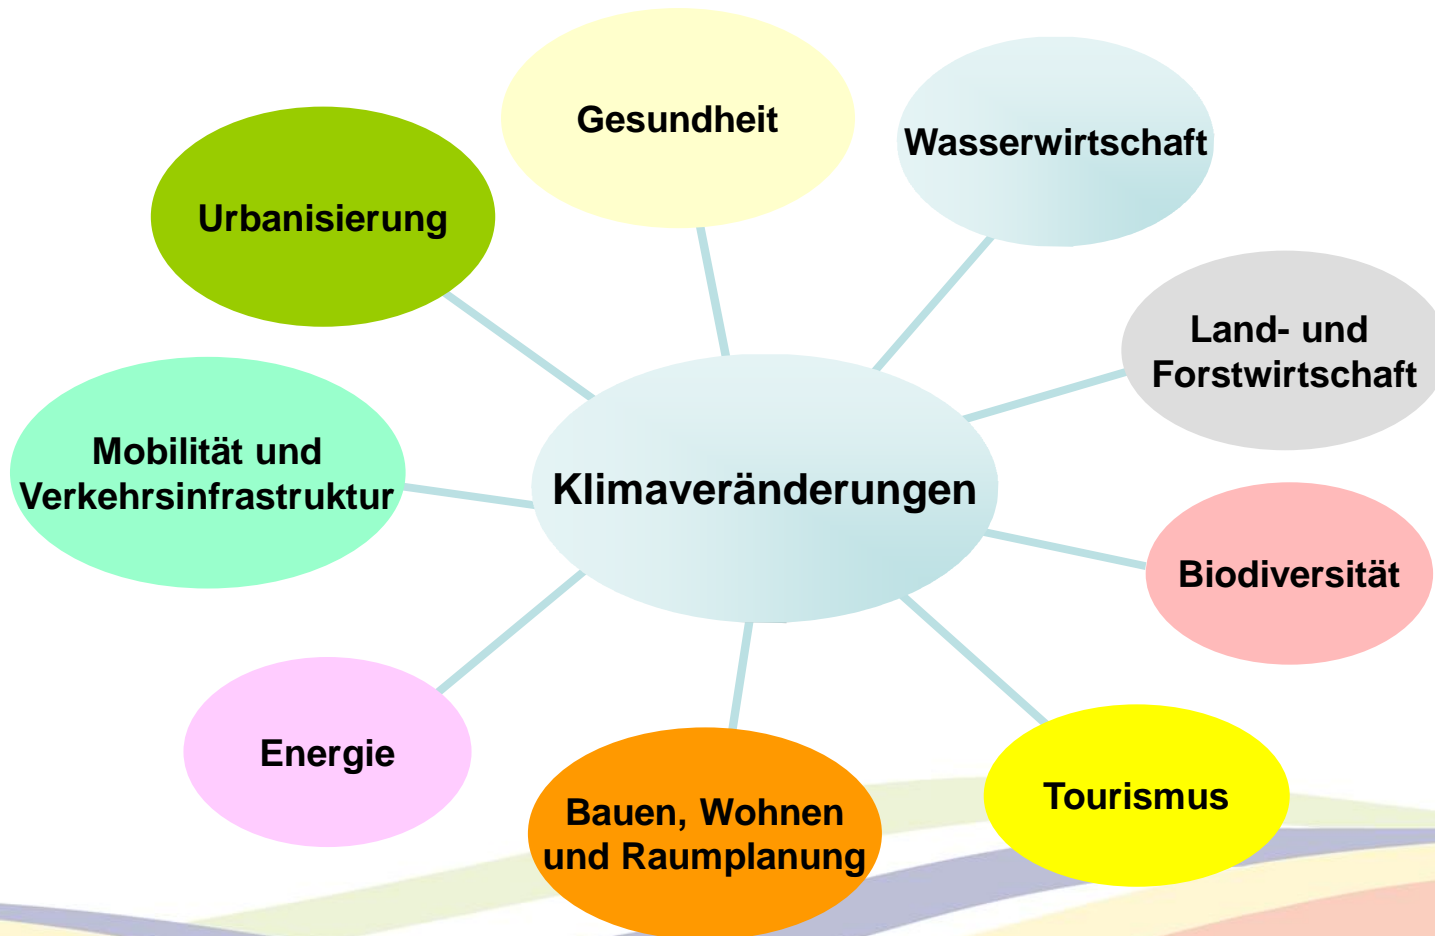 Gesundheit
Wasserwirtschaft
Urbanisierung
Land- und
Forstwirtschaft
Mobilität und
Verkehrsinfrastruktur
Klimaveränderungen
Biodiversität
Energie
Tourismus
Bauen, Wohnen
und Raumplanung